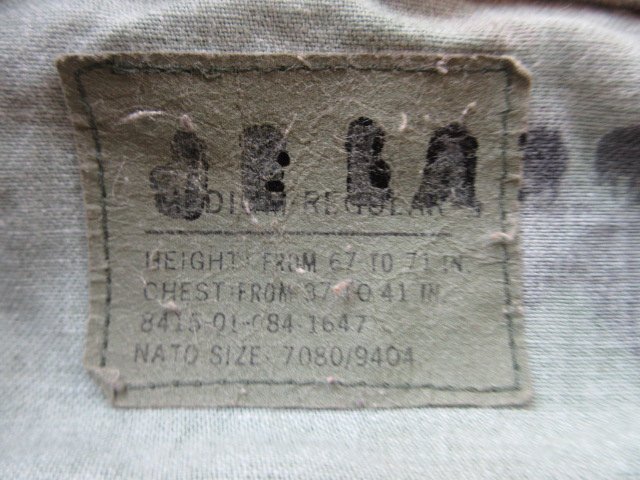 MEDIUM/REGULAR
HEIGHT: FROM 67 TO 71 IN.
CHEST: FROM 37 TO 41 IN.
8415-01-084-1647
NATO SIZE: 7080/9404